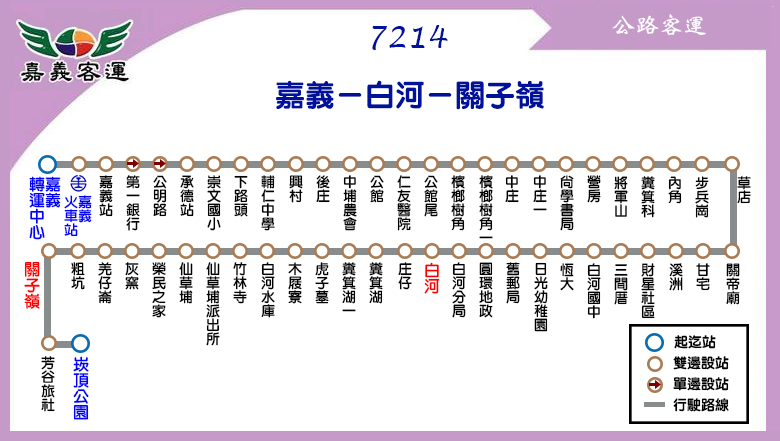 嘉義客運
7214
公路客運
嘉義－白河－關子嶺
嘉義轉運中心
嘉義火車站
嘉義站
第一銀行
公明路
承德站
崇文國小
下路頭
輔仁中學
興村
後庄
中埔農會
公館
仁友醫院
公館尾
檳榔樹角
檳榔樹角一
中庄
中庄一
尙學書局
營房
將軍山
糞箕科
內角
步兵崗
草店
關子嶺
粗坑
羌仔崙
灰窯
榮民之家
仙草埔
仙草埔派出所
竹林寺
白河水庫
木屐寮
虎子墓
糞箕湖一
糞箕湖
庄仔
白河
白河分局
圓環地政
舊郵局
日光幼稚園
恆大
白河國中
三間厝
財星社區
溪洲
甘宅
關帝廟
芳谷旅社
崁頂公園
起迄站
雙邊設站
單邊設站
行駛路線